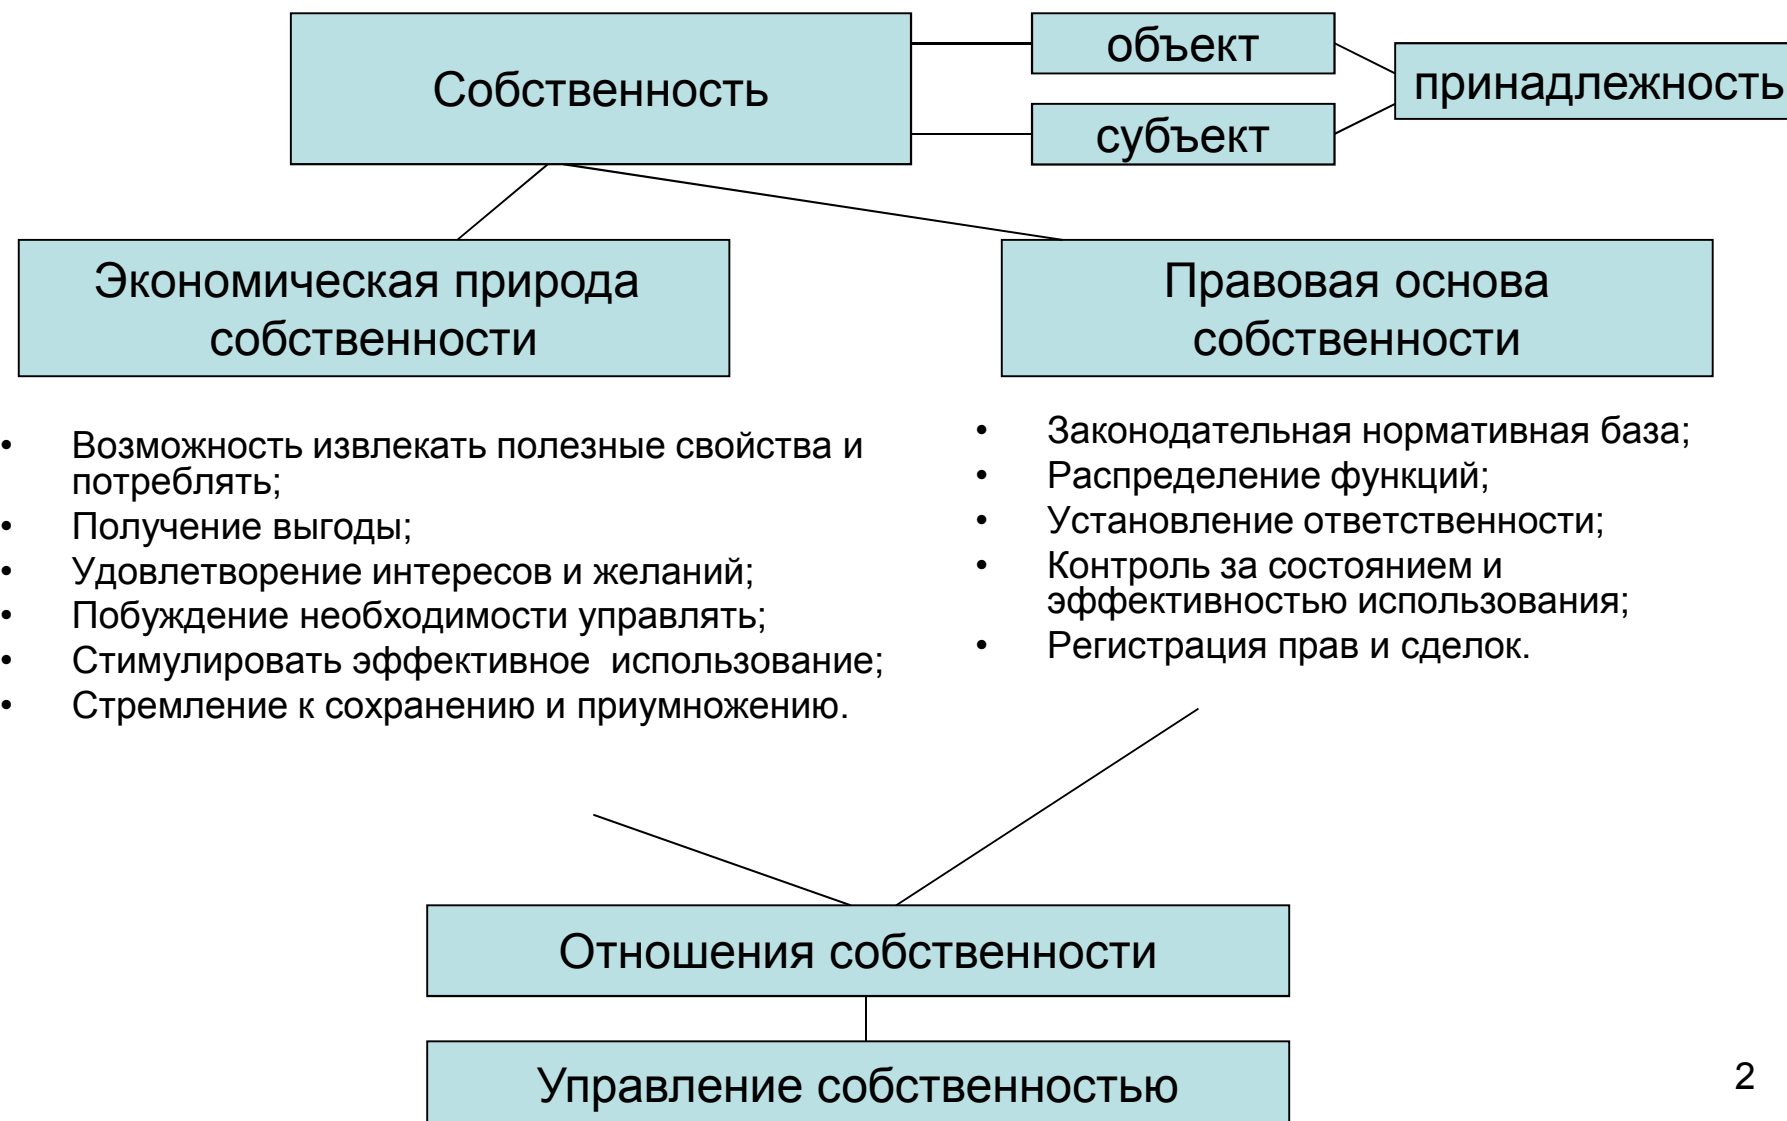 Собственность
объект
субъект
принадлежность
Экономическая природа
собственности
• Возможность извлекать полезные свойства и
потреблять;
• Получение выгоды;
• Удовлетворение интересов и желаний;
• Побуждение необходимости управлять;
• Стимулировать эффективное использование;
• Стремление к сохранению и приумножению.
Правовая основа
собственности
• Законодательная нормативная база;
• Распределение функций;
• Установление ответственности;
• Контроль за состоянием и
эффективностью использования;
• Регистрация прав и сделок.
Отношения собственности
Управление собственностью
2